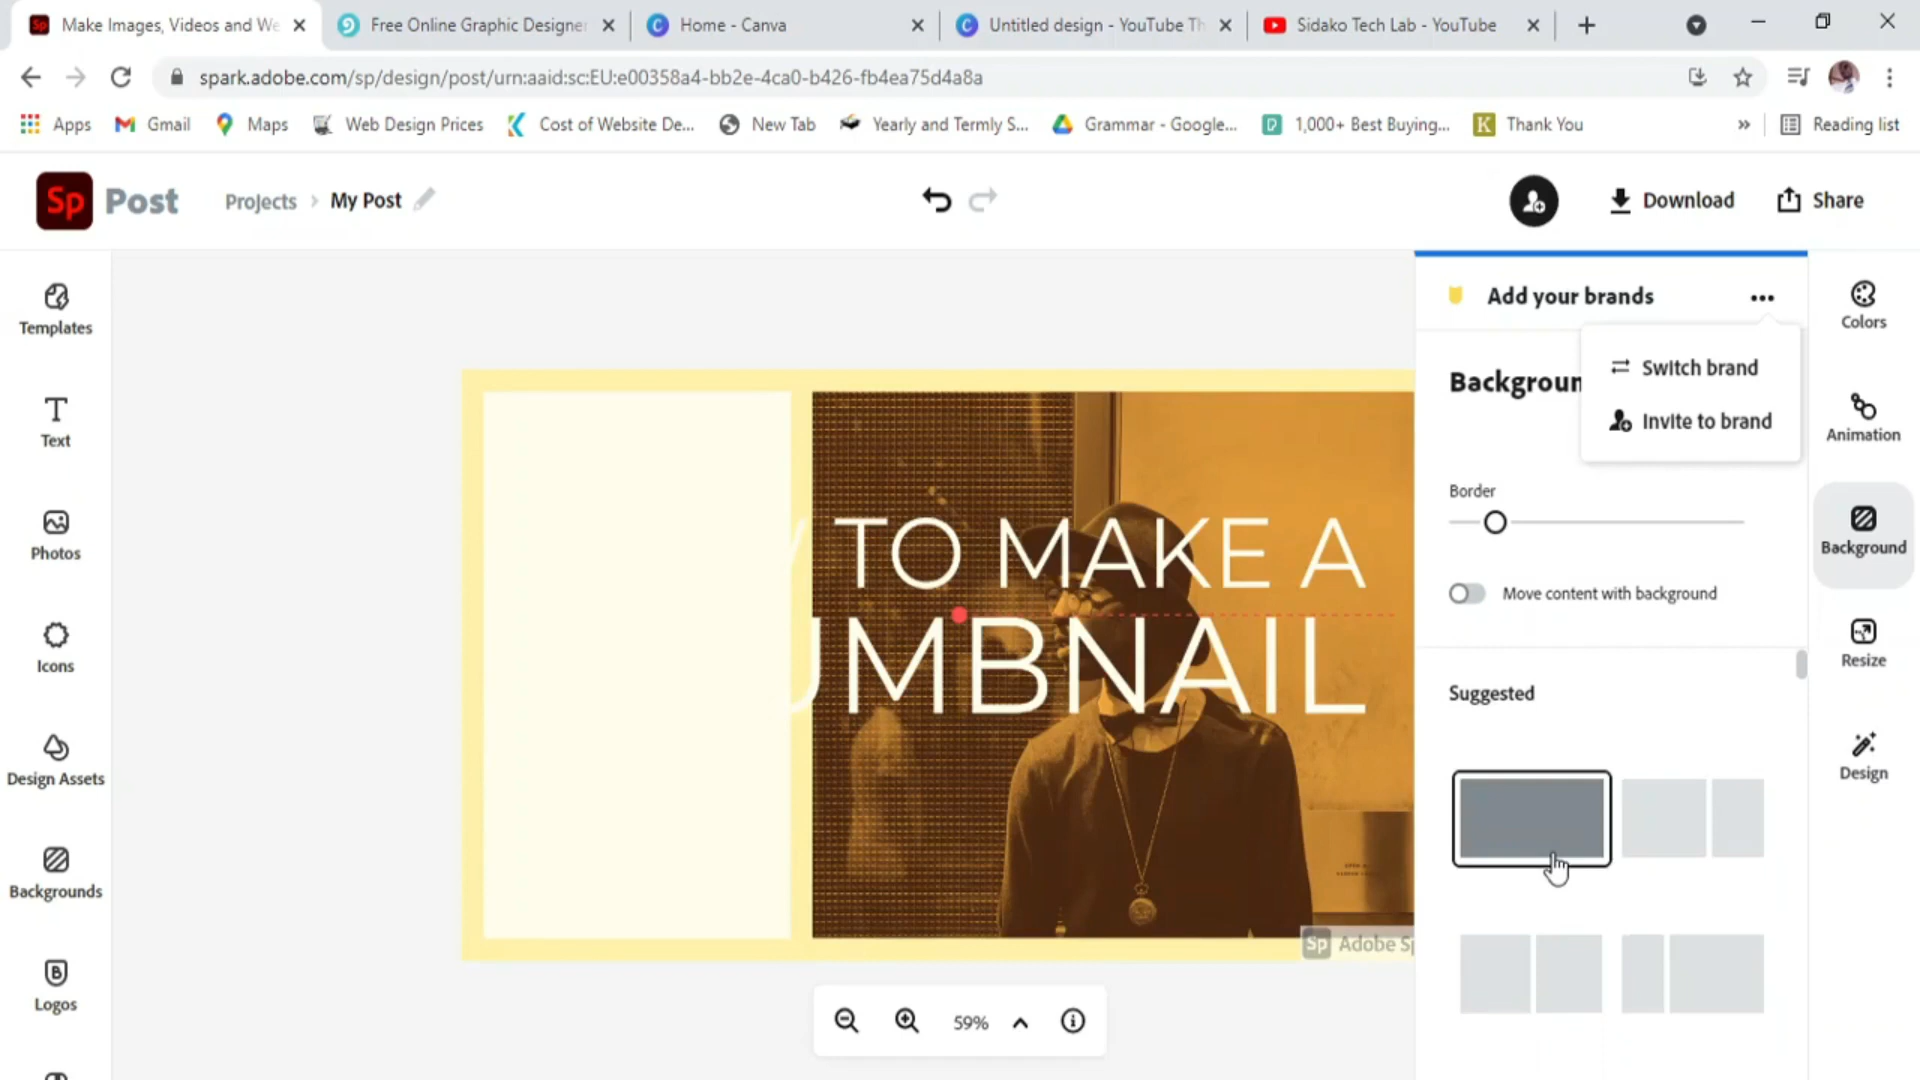 Make Images, Videos and We
Free Online Graphic Designer
Home - Canva
Untitled design - YouTube Th
Sidako Tech Lab - YouTube
spark.adobe.com/sp/design/post/urn:aaid:sc:EU:e00358a4-bb2e-4ca0-b426-fb4ea75d4a8a
Apps
Gmail
Maps
Web Design Prices
Cost of Website De...
New Tab
Yearly and Termly S...
Grammar - Google...
1,000+ Best Buying...
Thank You
»
Reading list
Sp Post
Projects > My Post
Download
Share
Templates
Text
Photos
Icons
Design Assets
Backgrounds
Logos
TO MAKE A
UMBNAIL
Sp Adobe Sp
59%
Add your brands
Switch brand
Invite to brand
Backgroun
Border
Move content with background
Suggested
Colors
Animation
Background
Resize
Design